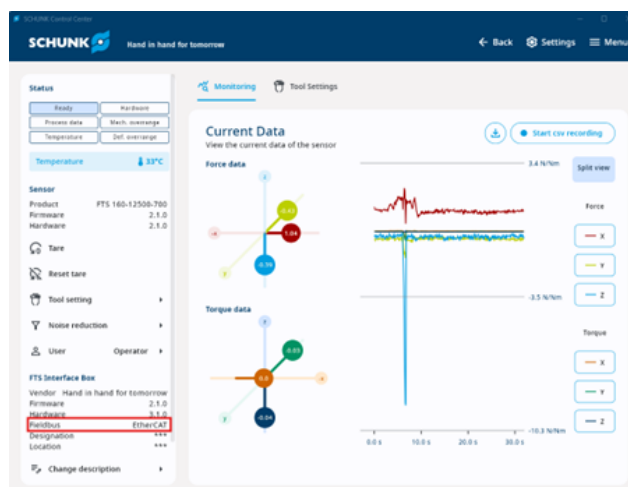 SCHUNK Control Center
SCHUNK Hand in hand for tomorrow
Back Settings Menu
Status
Ready Hardware
Process data Mech. overrange
Temperature Def. overrange
Temperature 33°C
Sensor
Product FTS 160-12500-700
Firmware 2.1.0
Hardware 2.1.0
Tare
Reset tare
Tool setting
Noise reduction
User Operator
FTS Interface Box
Vendor Hand in hand for tomorrow
Firmware 2.1.0
Hardware 3.1.0
Fieldbus EtherCAT
Designation ***
Location ***
Change description
Monitoring Tool Settings
Current Data
View the current data of the sensor
Start csv recording
Force data
z
-x
1.04
y
Torque data
z
0.03
0.0
-x
y
-0.04
3.4 N/Nm
-3.5 N/Nm
-10.3 N/Nm
0.0 s 10.0 s 20.0 s 30.0 s
Split view
Force
X
Y
Z
Torque
X
Y
Z